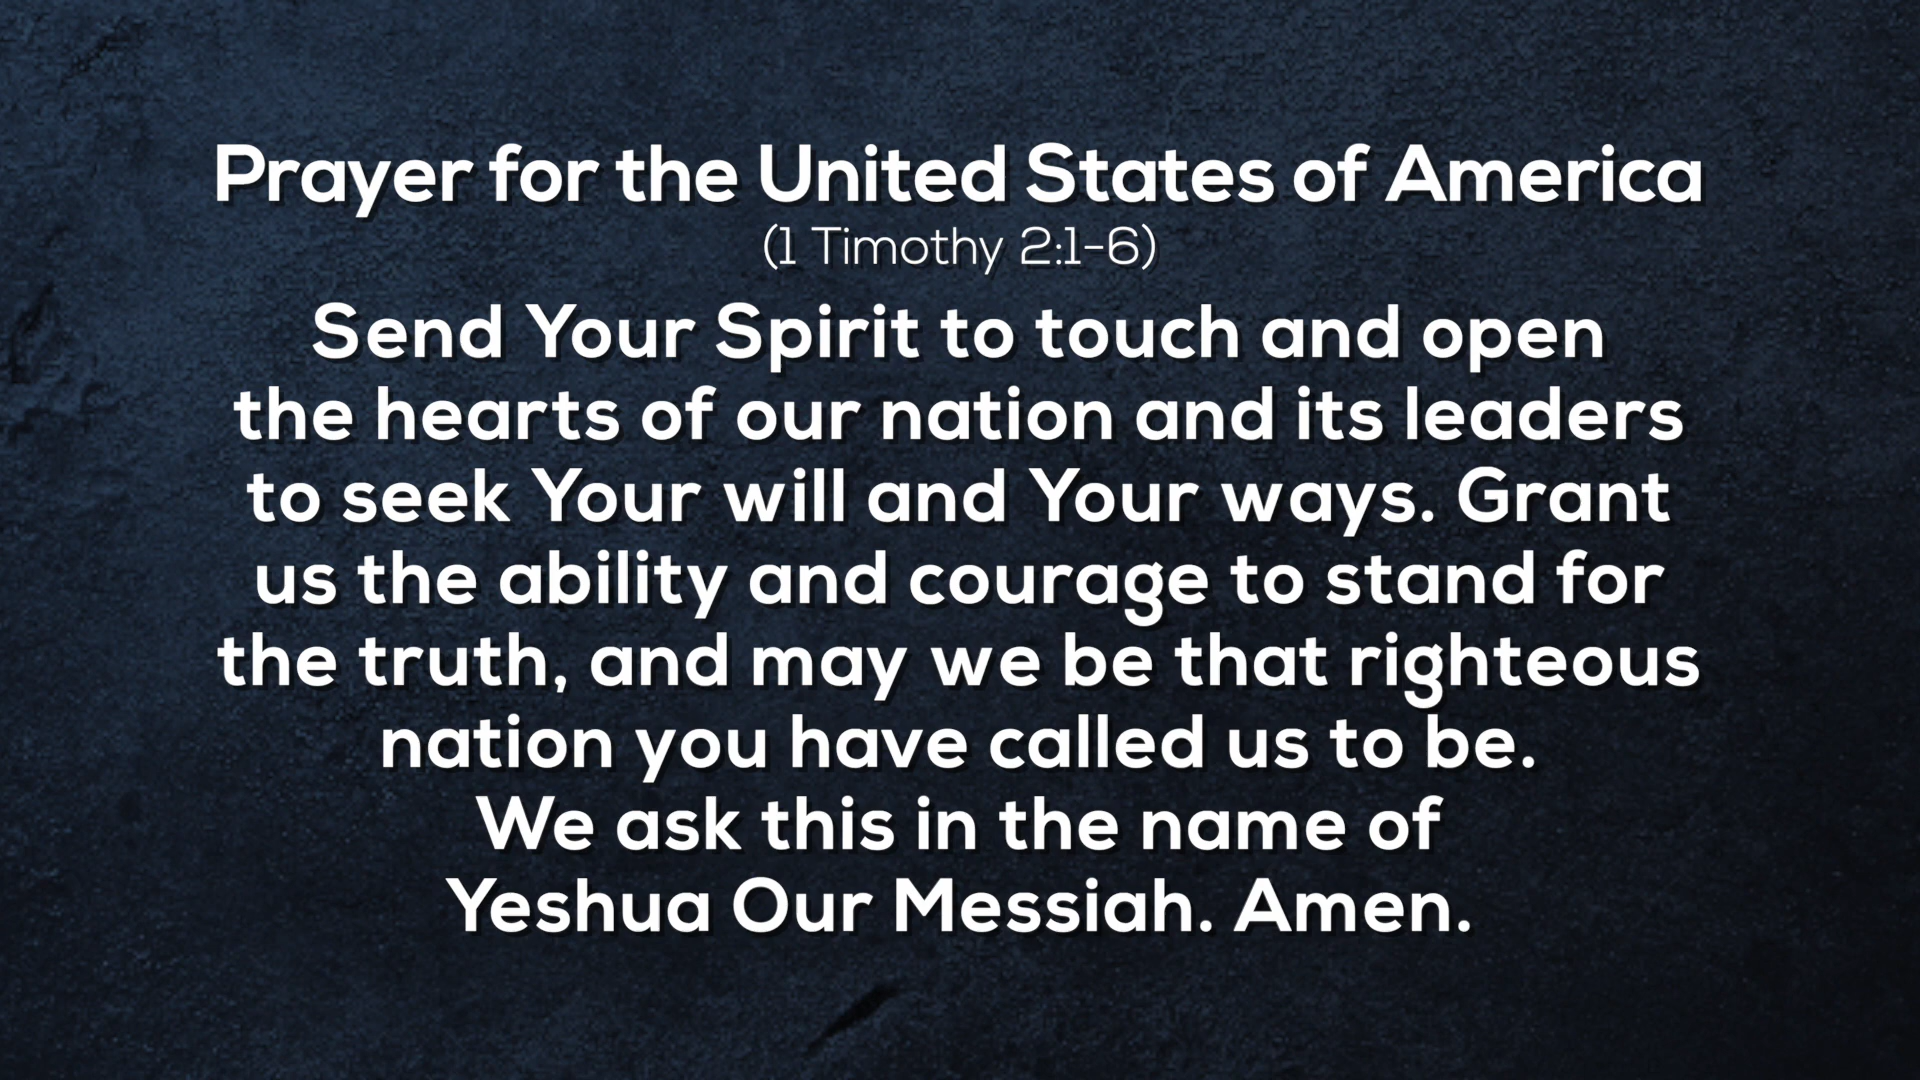 Prayer for the United States of America
(1 Timothy 2:1-6)
Send Your Spirit to touch and open
the hearts of our nation and its leaders
to seek Your will and Your ways. Grant
us the ability and courage to stand for
the truth, and may we be that righteous
nation you have called us to be.
We ask this in the name of
Yeshua Our Messiah. Amen.